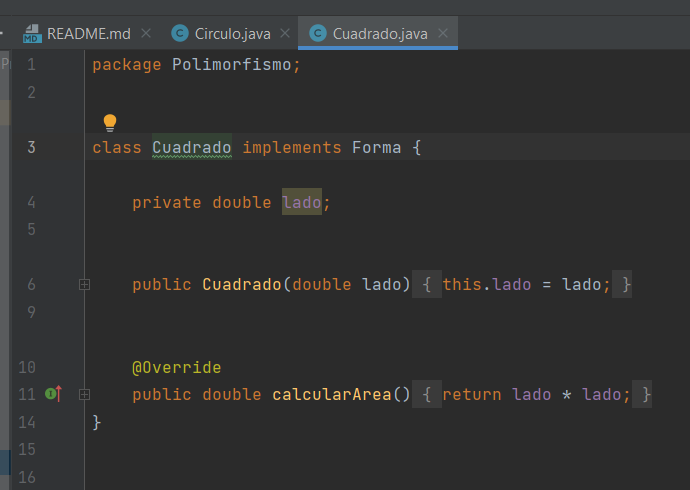 MD README.md × C Circulo.java × C Cuadrado.java ×
1 package Polimorfismo;
2
3 class Cuadrado implements Forma {
4 private double lado;
5
6 public Cuadrado(double lado) { this.lado = lado; }
9
10 @Override
11 public double calcularArea() { return lado * lado; }
14 }
15
16